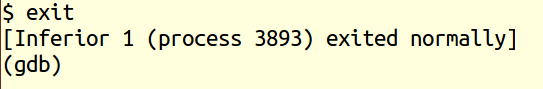 $ exit
[Inferior 1 (process 3893) exited normally]
(gdb)